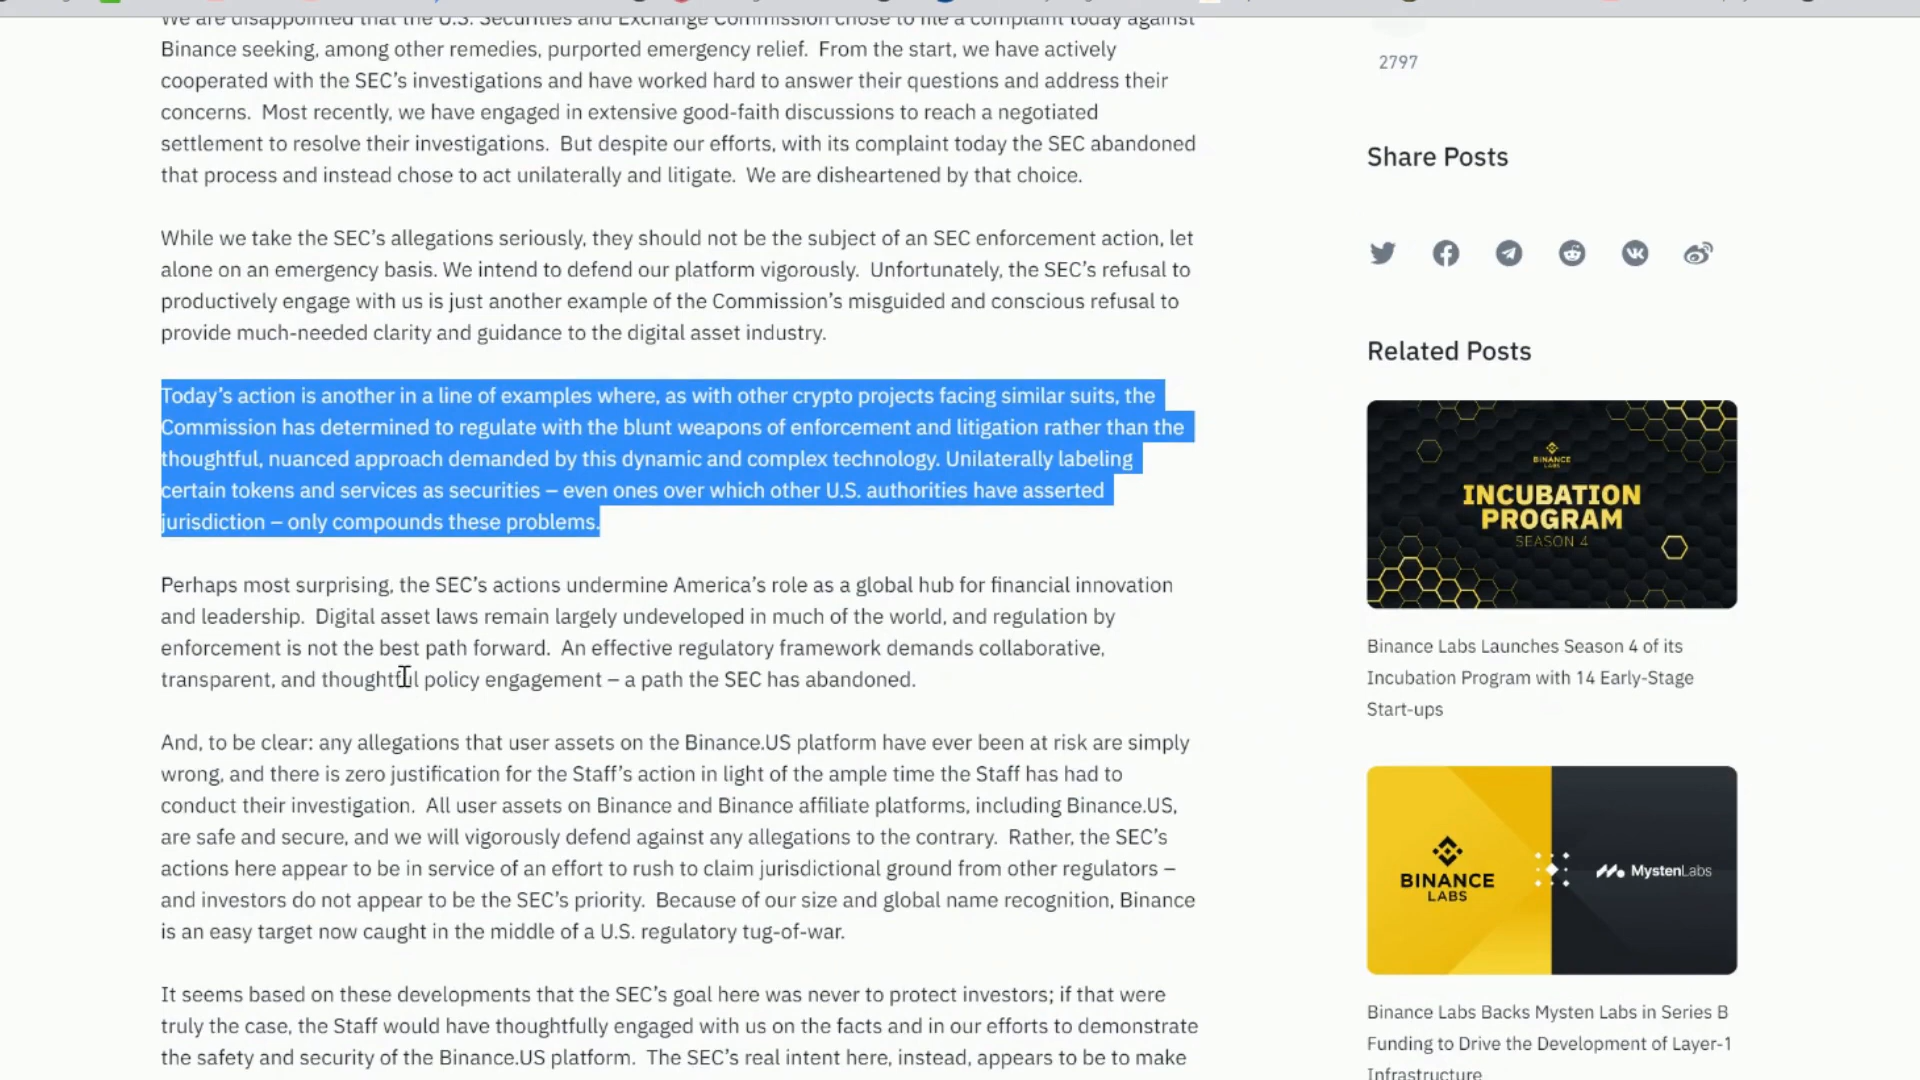 We are disappointed that the U.S. Securities and Exchange Commission chose to file a complaint today against
Binance seeking, among other remedies, purported emergency relief. From the start, we have actively
cooperated with the SEC’s investigations and have worked hard to answer their questions and address their
concerns. Most recently, we have engaged in extensive good-faith discussions to reach a negotiated
settlement to resolve their investigations. But despite our efforts, with its complaint today the SEC abandoned
that process and instead chose to act unilaterally and litigate. We are disheartened by that choice.
While we take the SEC’s allegations seriously, they should not be the subject of an SEC enforcement action, let
alone on an emergency basis. We intend to defend our platform vigorously. Unfortunately, the SEC’s refusal to
productively engage with us is just another example of the Commission’s misguided and conscious refusal to
provide much-needed clarity and guidance to the digital asset industry.
Today’s action is another in a line of examples where, as with other crypto projects facing similar suits, the
Commission has determined to regulate with the blunt weapons of enforcement and litigation rather than the
thoughtful, nuanced approach demanded by this dynamic and complex technology. Unilaterally labeling
certain tokens and services as securities – even ones over which other U.S. authorities have asserted
jurisdiction – only compounds these problems.
Perhaps most surprising, the SEC’s actions undermine America’s role as a global hub for financial innovation
and leadership. Digital asset laws remain largely undeveloped in much of the world, and regulation by
enforcement is not the best path forward. An effective regulatory framework demands collaborative,
transparent, and thoughtful policy engagement – a path the SEC has abandoned.
And, to be clear: any allegations that user assets on the Binance.US platform have ever been at risk are simply
wrong, and there is zero justification for the Staff’s action in light of the ample time the Staff has had to
conduct their investigation. All user assets on Binance and Binance affiliate platforms, including Binance.US,
are safe and secure, and we will vigorously defend against any allegations to the contrary. Rather, the SEC’s
actions here appear to be in service of an effort to rush to claim jurisdictional ground from other regulators –
and investors do not appear to be the SEC’s priority. Because of our size and global name recognition, Binance
is an easy target now caught in the middle of a U.S. regulatory tug-of-war.
It seems based on these developments that the SEC’s goal here was never to protect investors; if that were
truly the case, the Staff would have thoughtfully engaged with us on the facts and in our efforts to demonstrate
the safety and security of the Binance.US platform. The SEC’s real intent here, instead, appears to be to make
2797
Share Posts
Related Posts
BINANCE
LABS
INCUBATION
PROGRAM
SEASON 4
Binance Labs Launches Season 4 of its
Incubation Program with 14 Early-Stage
Start-ups
BINANCE
LABS
MystenLabs
Binance Labs Backs Mysten Labs in Series B
Funding to Drive the Development of Layer-1
Infrastructure